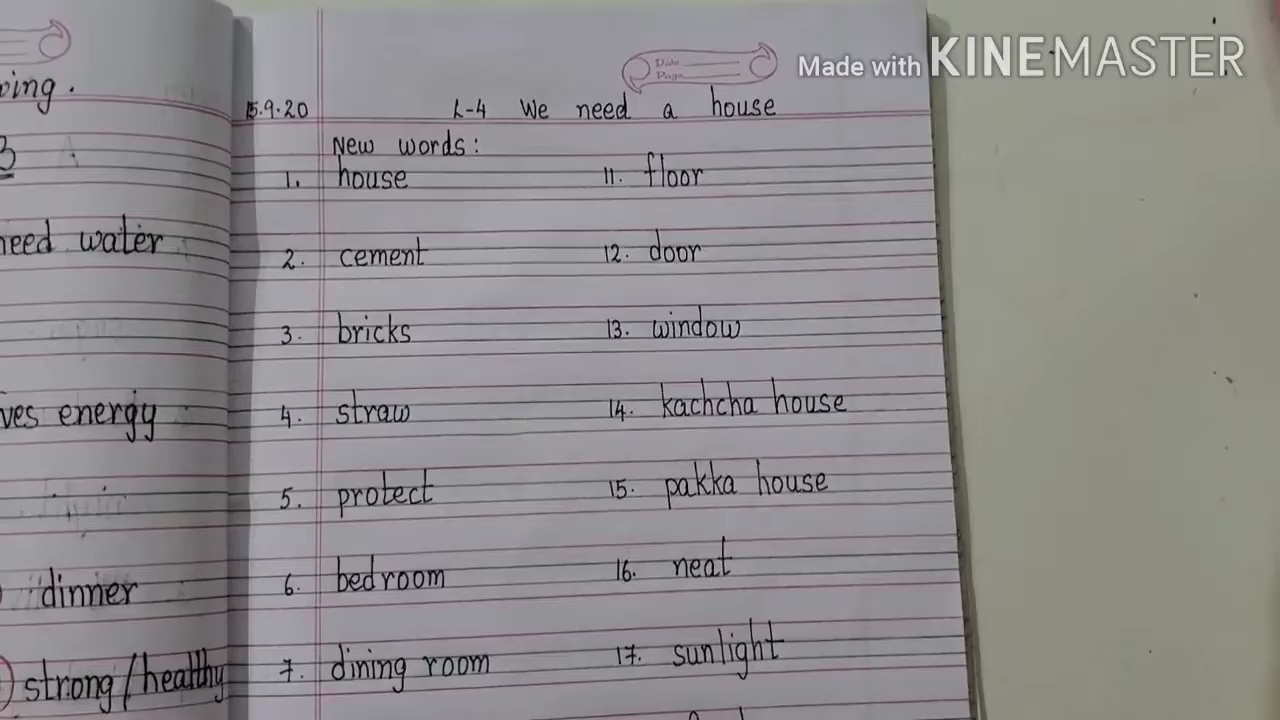 Made with KINEMASTER
Date
Page
ving.
3
need water
ves energy
dinner
strong/healthy
15.9.20 L-4 We need a house
New words:
1. house 11. floor
2. cement 12. door
3. bricks 13. window
4. straw 14. kachcha house
5. protect 15. pakka house
6. bedroom 16. neat
7. dining room 17. sunlight